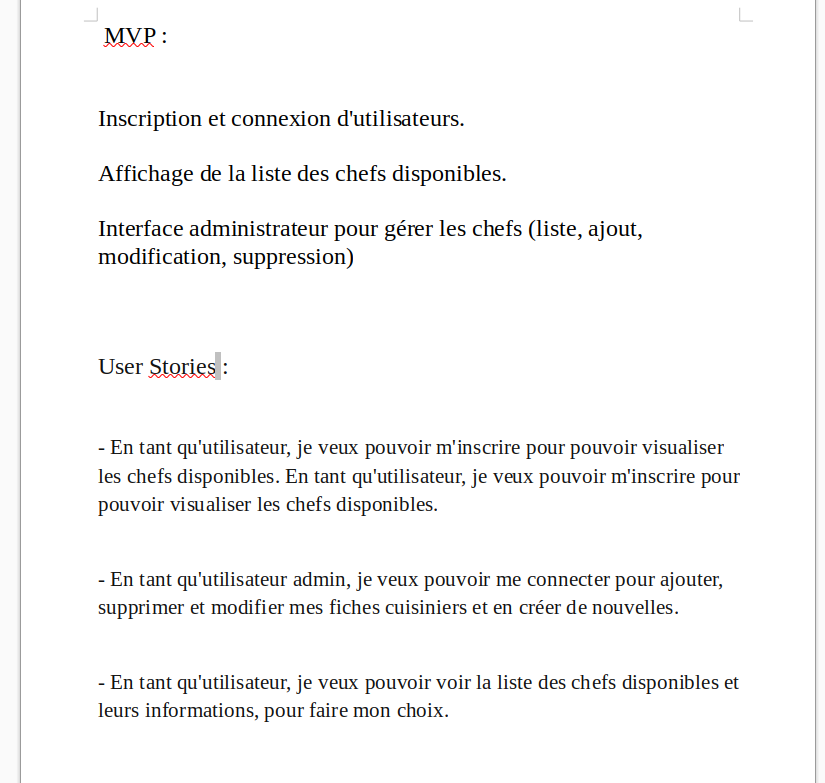 MVP :
Inscription et connexion d'utilisateurs.
Affichage de la liste des chefs disponibles.
Interface administrateur pour gérer les chefs (liste, ajout,
modification, suppression)
User Stories :
- En tant qu'utilisateur, je veux pouvoir m'inscrire pour pouvoir visualiser
les chefs disponibles. En tant qu'utilisateur, je veux pouvoir m'inscrire pour
pouvoir visualiser les chefs disponibles.
- En tant qu'utilisateur admin, je veux pouvoir me connecter pour ajouter,
supprimer et modifier mes fiches cuisiniers et en créer de nouvelles.
- En tant qu'utilisateur, je veux pouvoir voir la liste des chefs disponibles et
leurs informations, pour faire mon choix.